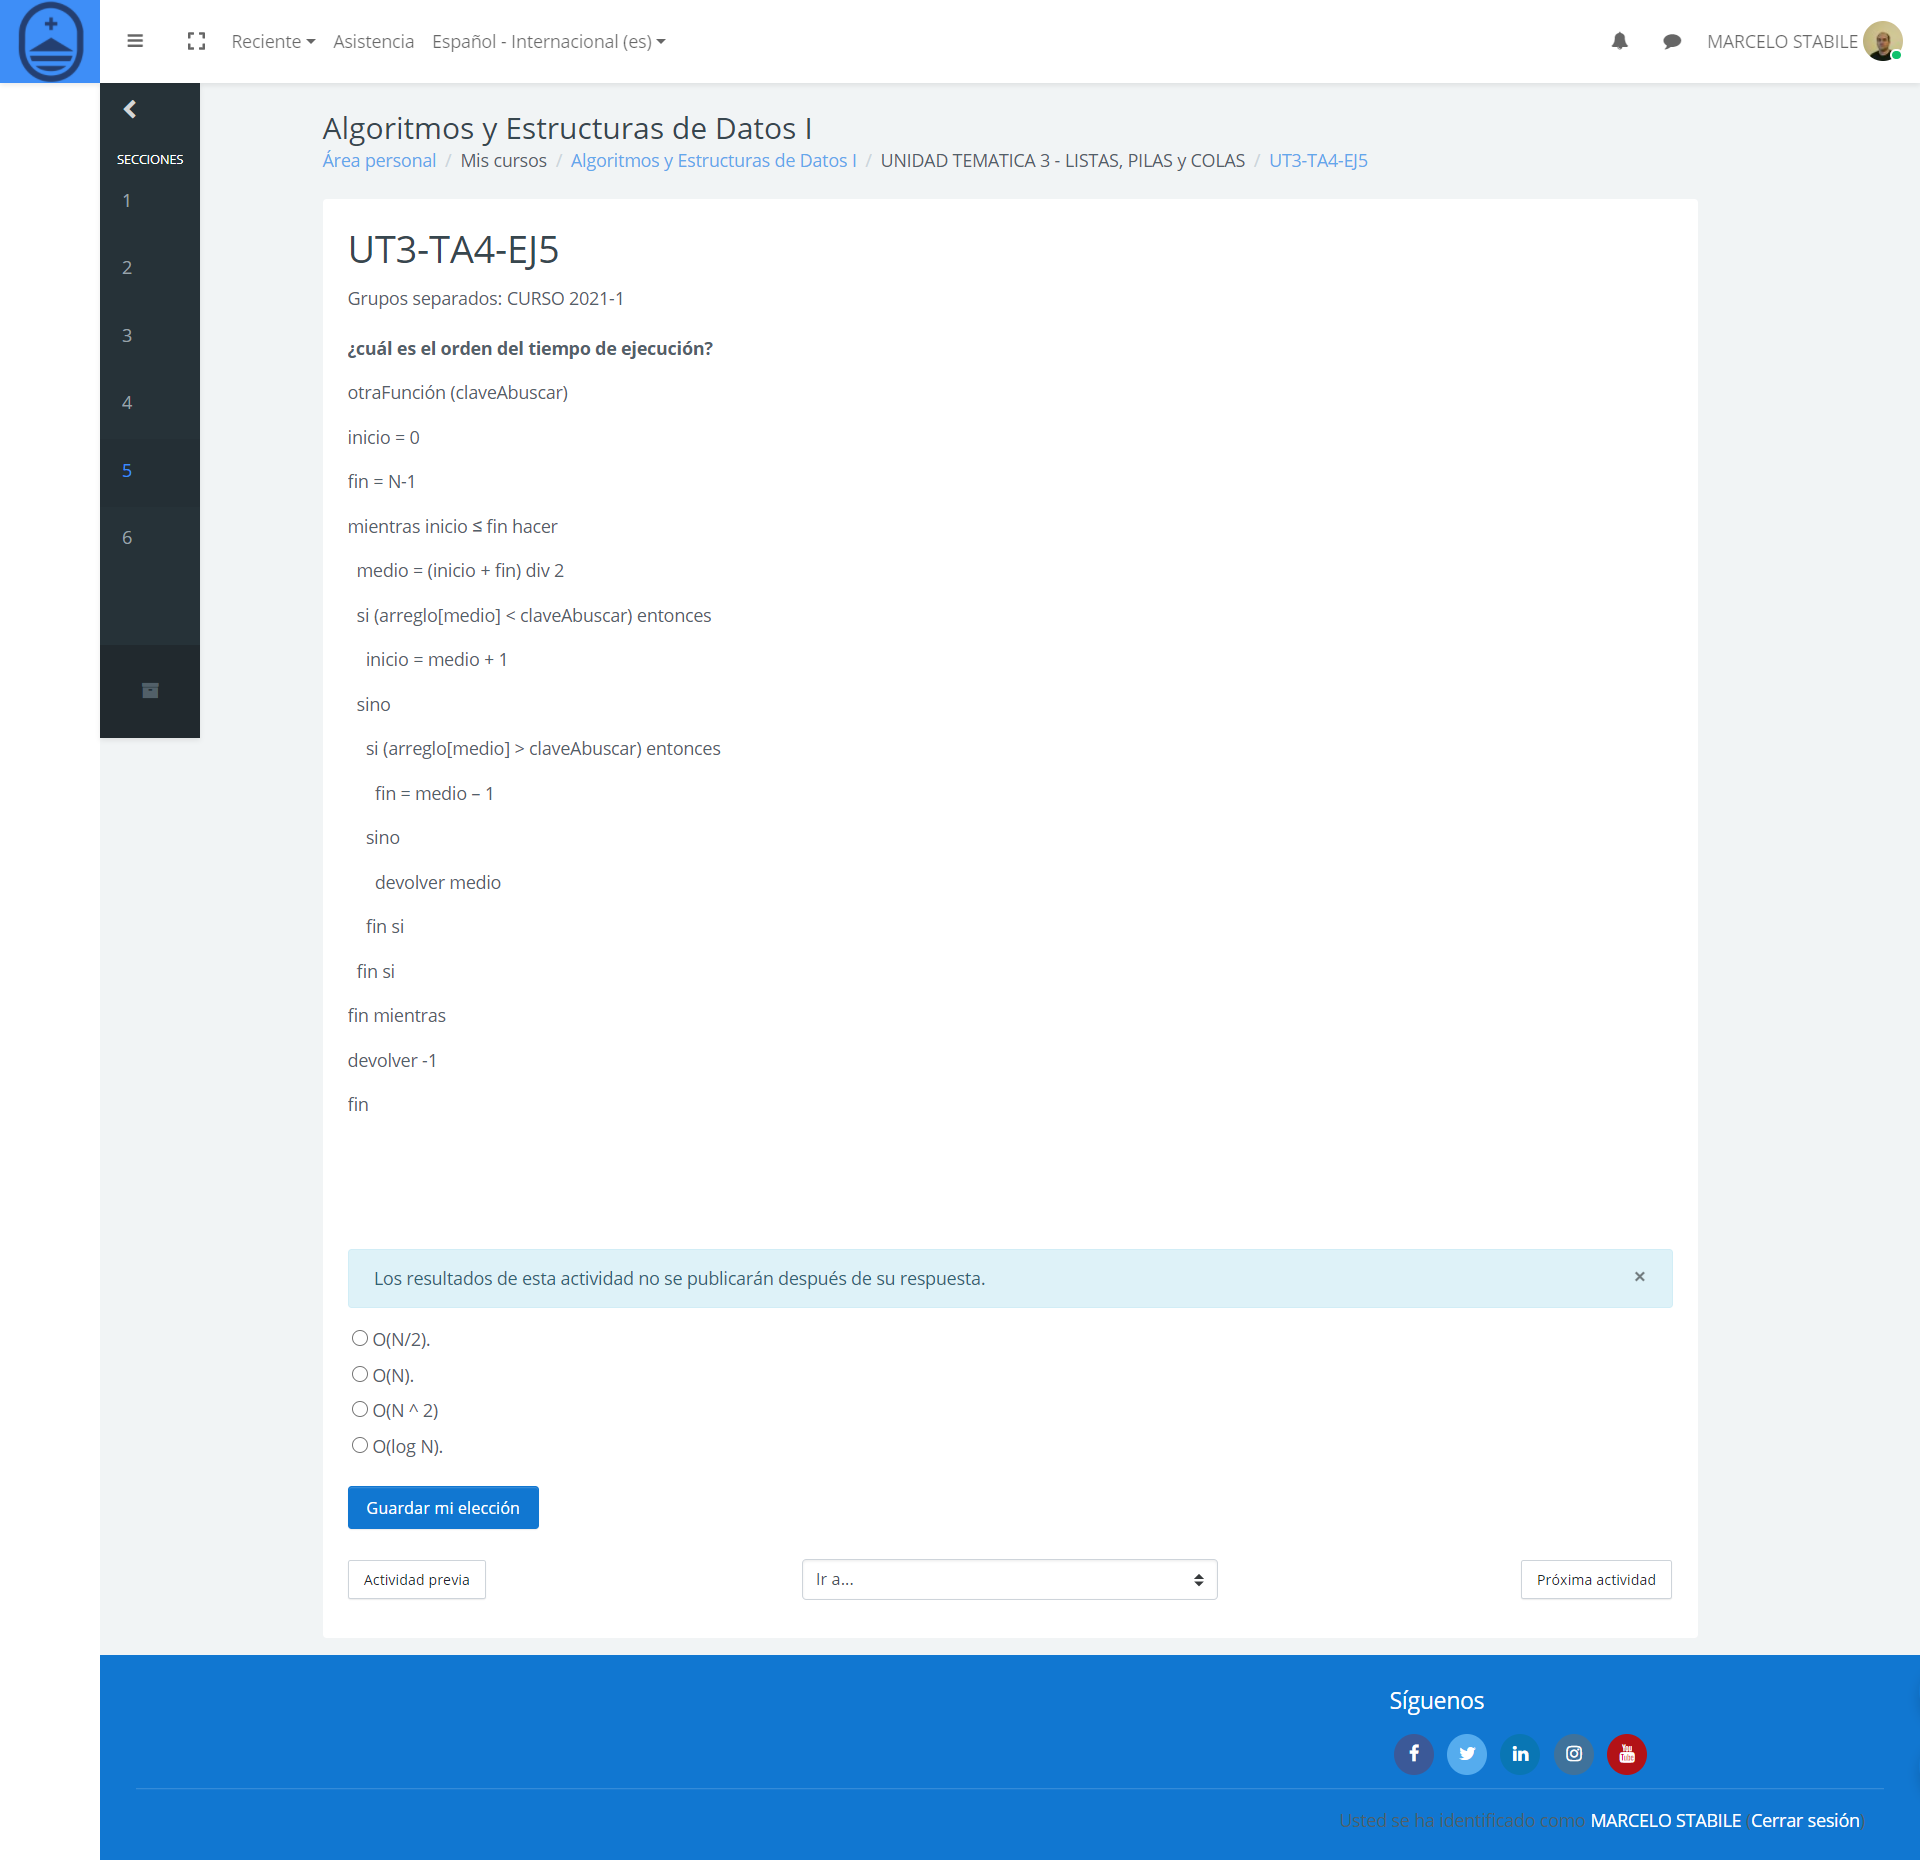 Reciente
Asistencia
Español - Internacional (es)
MARCELO STABILE
SECCIONES
1
2
3
4
5
6
Algoritmos y Estructuras de Datos I
Área personal / Mis cursos / Algoritmos y Estructuras de Datos I / UNIDAD TEMATICA 3 - LISTAS, PILAS y COLAS / UT3-TA4-EJ5
UT3-TA4-EJ5
Grupos separados: CURSO 2021-1
¿cuál es el orden del tiempo de ejecución?
otraFunción (claveAbuscar)
inicio = 0
fin = N-1
mientras inicio ≤ fin hacer
medio = (inicio + fin) div 2
si (arreglo[medio] < claveAbuscar) entonces
inicio = medio + 1
sino
si (arreglo[medio] > claveAbuscar) entonces
fin = medio – 1
sino
devolver medio
fin si
fin si
fin mientras
devolver -1
fin
Los resultados de esta actividad no se publicarán después de su respuesta. ×
O(N/2).
O(N).
O(N ^ 2)
O(log N).
Guardar mi elección
Actividad previa
Ir a...
Próxima actividad
Síguenos
You Tube
Usted se ha identificado como MARCELO STABILE (Cerrar sesión)